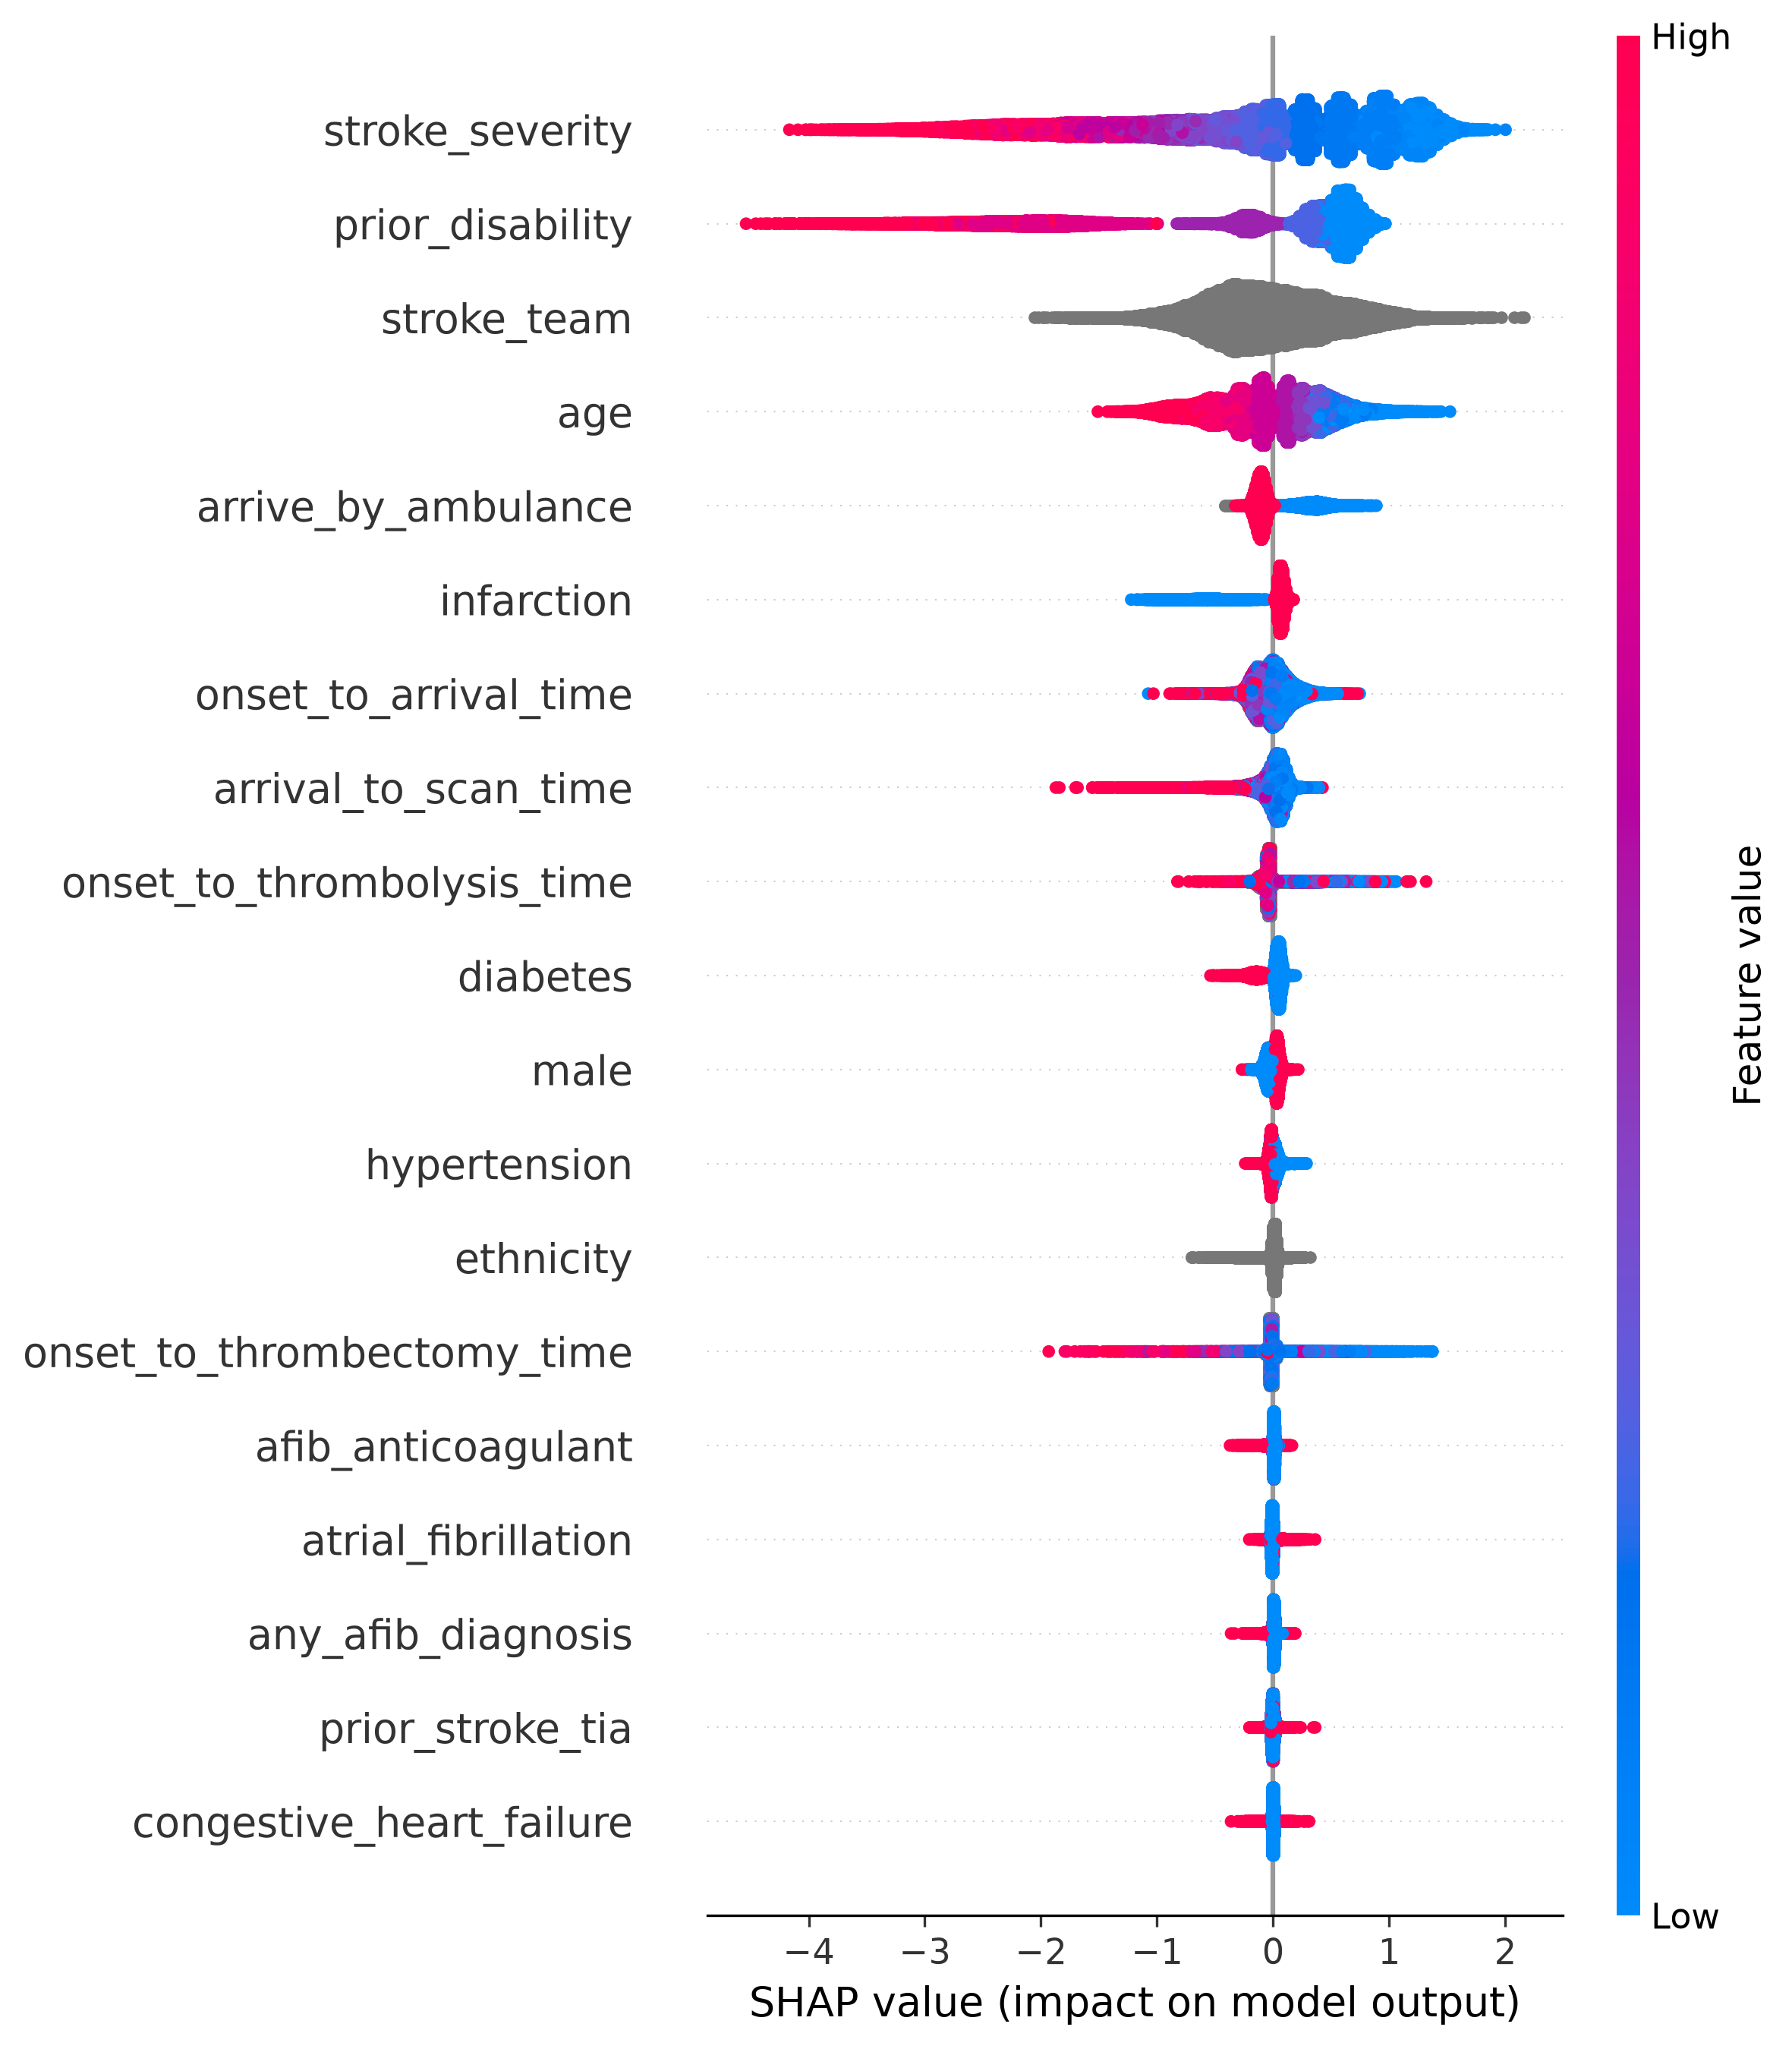 High
stroke_severity
prior_disability
stroke_team
age
arrive_by_ambulance
infarction
onset_to_arrival_time
arrival_to_scan_time
onset_to_thrombolysis_time
diabetes
male
hypertension
ethnicity
onset_to_thrombectomy_time
afib_anticoagulant
atrial_fibrillation
any_afib_diagnosis
prior_stroke_tia
congestive_heart_failure
Feature value
Low
−4 −3 −2 −1 0 1 2
SHAP value (impact on model output)